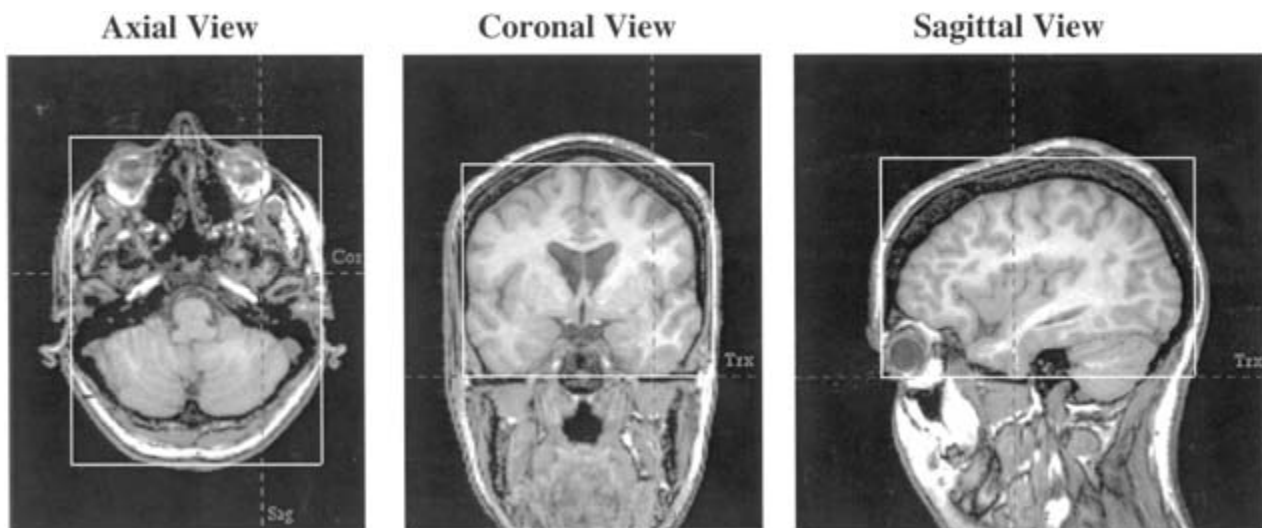 Axial View
Coronal View
Sagittal View
Cor
Sag
Trx
Trx